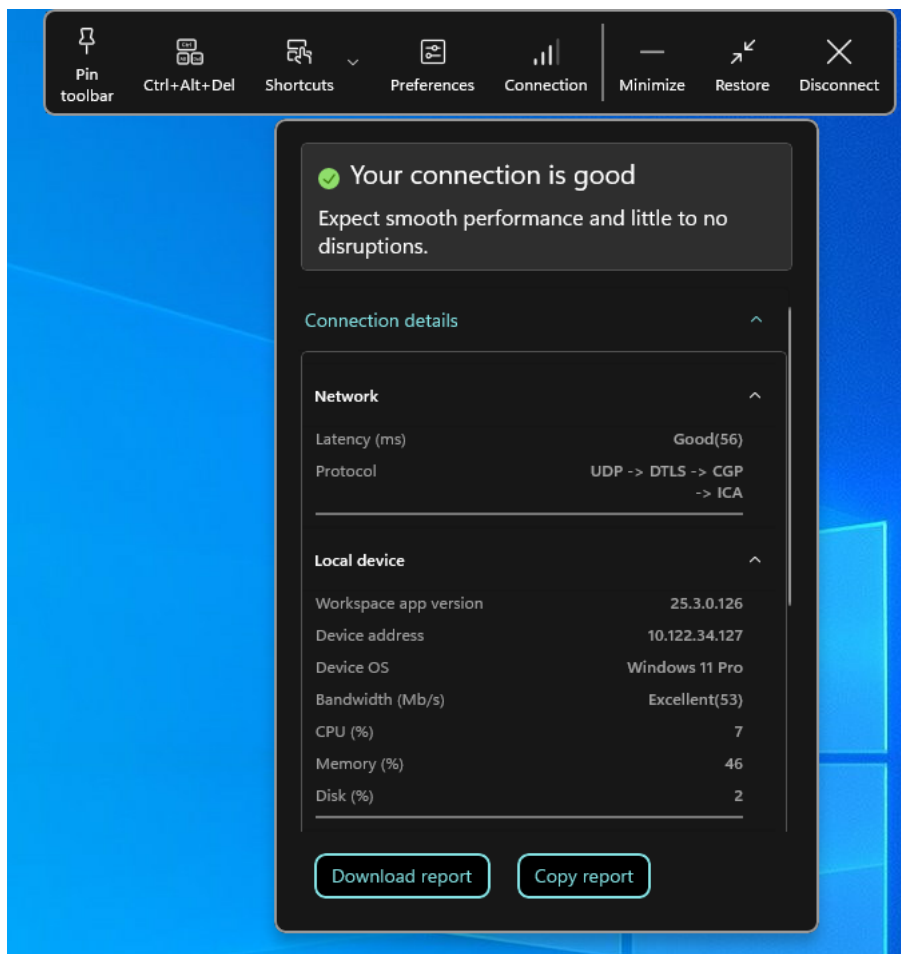 Pin
toolbar
Ctrl+Alt+Del
Shortcuts
Preferences
Connection
Minimize
Restore
Disconnect
Your connection is good
Expect smooth performance and little to no
disruptions.
Connection details
Network
Latency (ms) Good(56)
Protocol UDP -> DTLS -> CGP
-> ICA
Local device
Workspace app version 25.3.0.126
Device address 10.122.34.127
Device OS Windows 11 Pro
Bandwidth (Mb/s) Excellent(53)
CPU (%) 7
Memory (%) 46
Disk (%) 2
Download report
Copy report